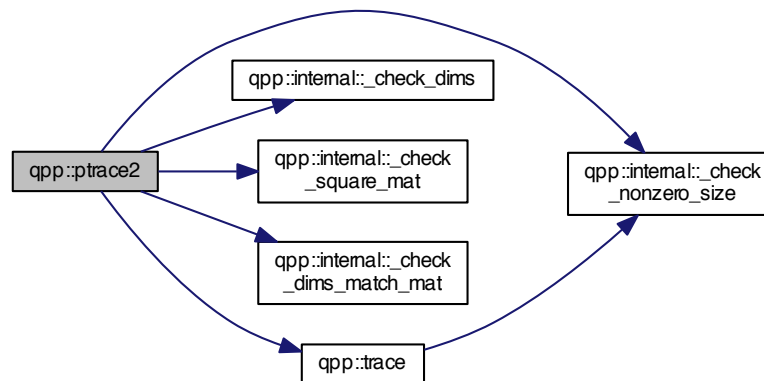 qpp::internal::_check_dims
qpp::ptrace2
qpp::internal::_check
_square_mat
qpp::internal::_check
_nonzero_size
qpp::internal::_check
_dims_match_mat
qpp::trace